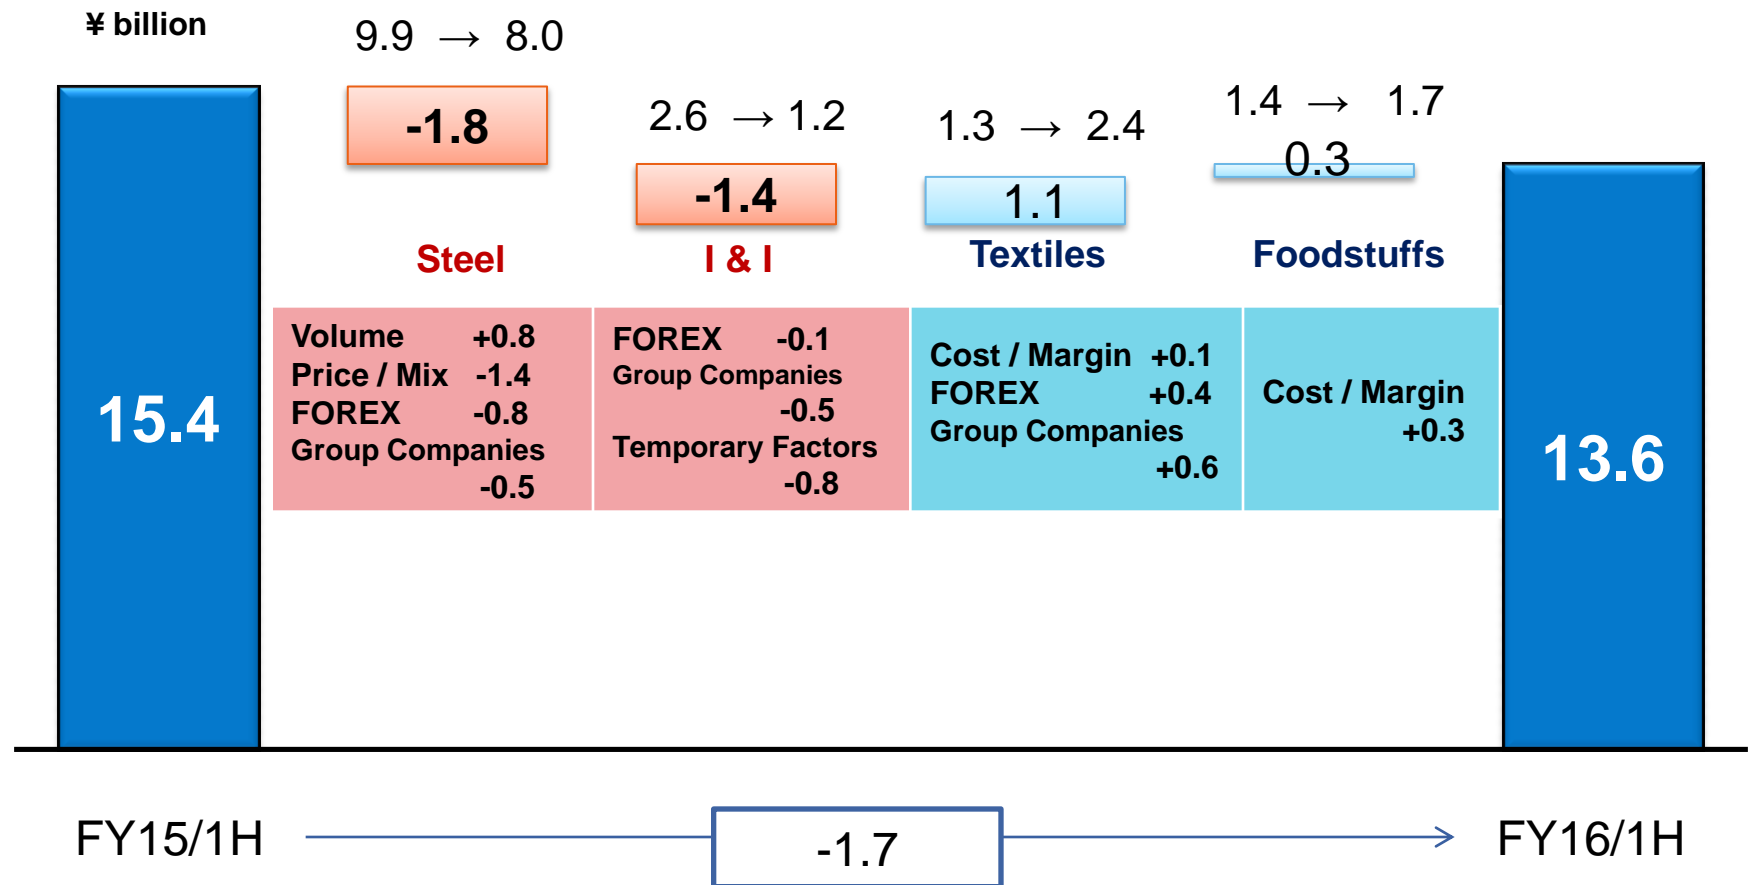 ¥ billion
9.9 → 8.0
-1.8
2.6 → 1.2
-1.4
1.3 → 2.4
1.1
1.4 → 1.7
0.3
Steel
I & I
Textiles
Foodstuffs
15.4
Volume +0.8
Price / Mix -1.4
FOREX -0.8
Group Companies
-0.5
FOREX -0.1
Group Companies
-0.5
Temporary Factors
-0.8
Cost / Margin +0.1
FOREX +0.4
Group Companies
+0.6
Cost / Margin
+0.3
13.6
FY15/1H
-1.7
FY16/1H